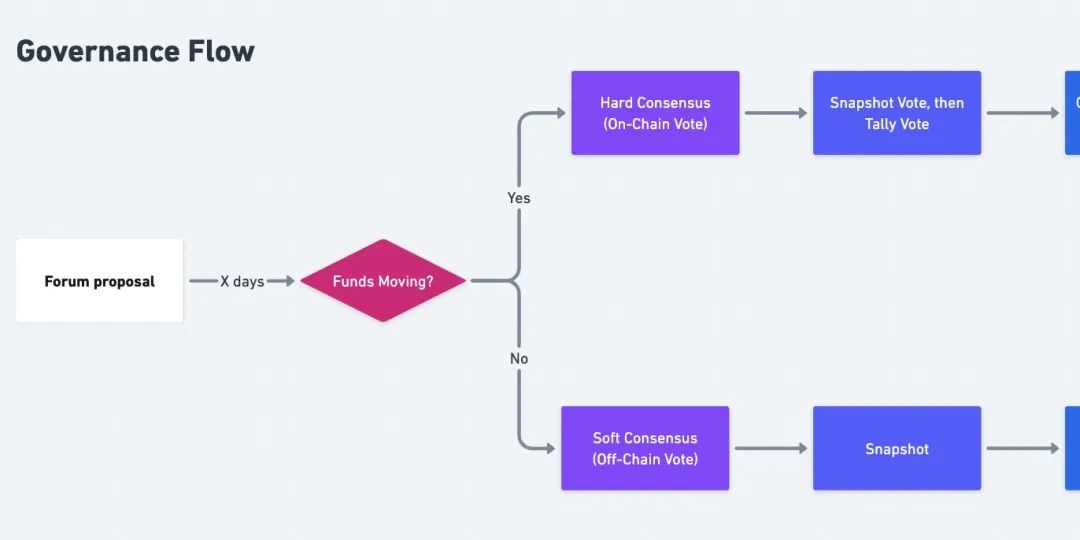 Governance Flow
Hard Consensus
(On-Chain Vote)
Snapshot Vote, then
Tally Vote
Yes
Forum proposal
X days
Funds Moving?
No
Soft Consensus
(Off-Chain Vote)
Snapshot